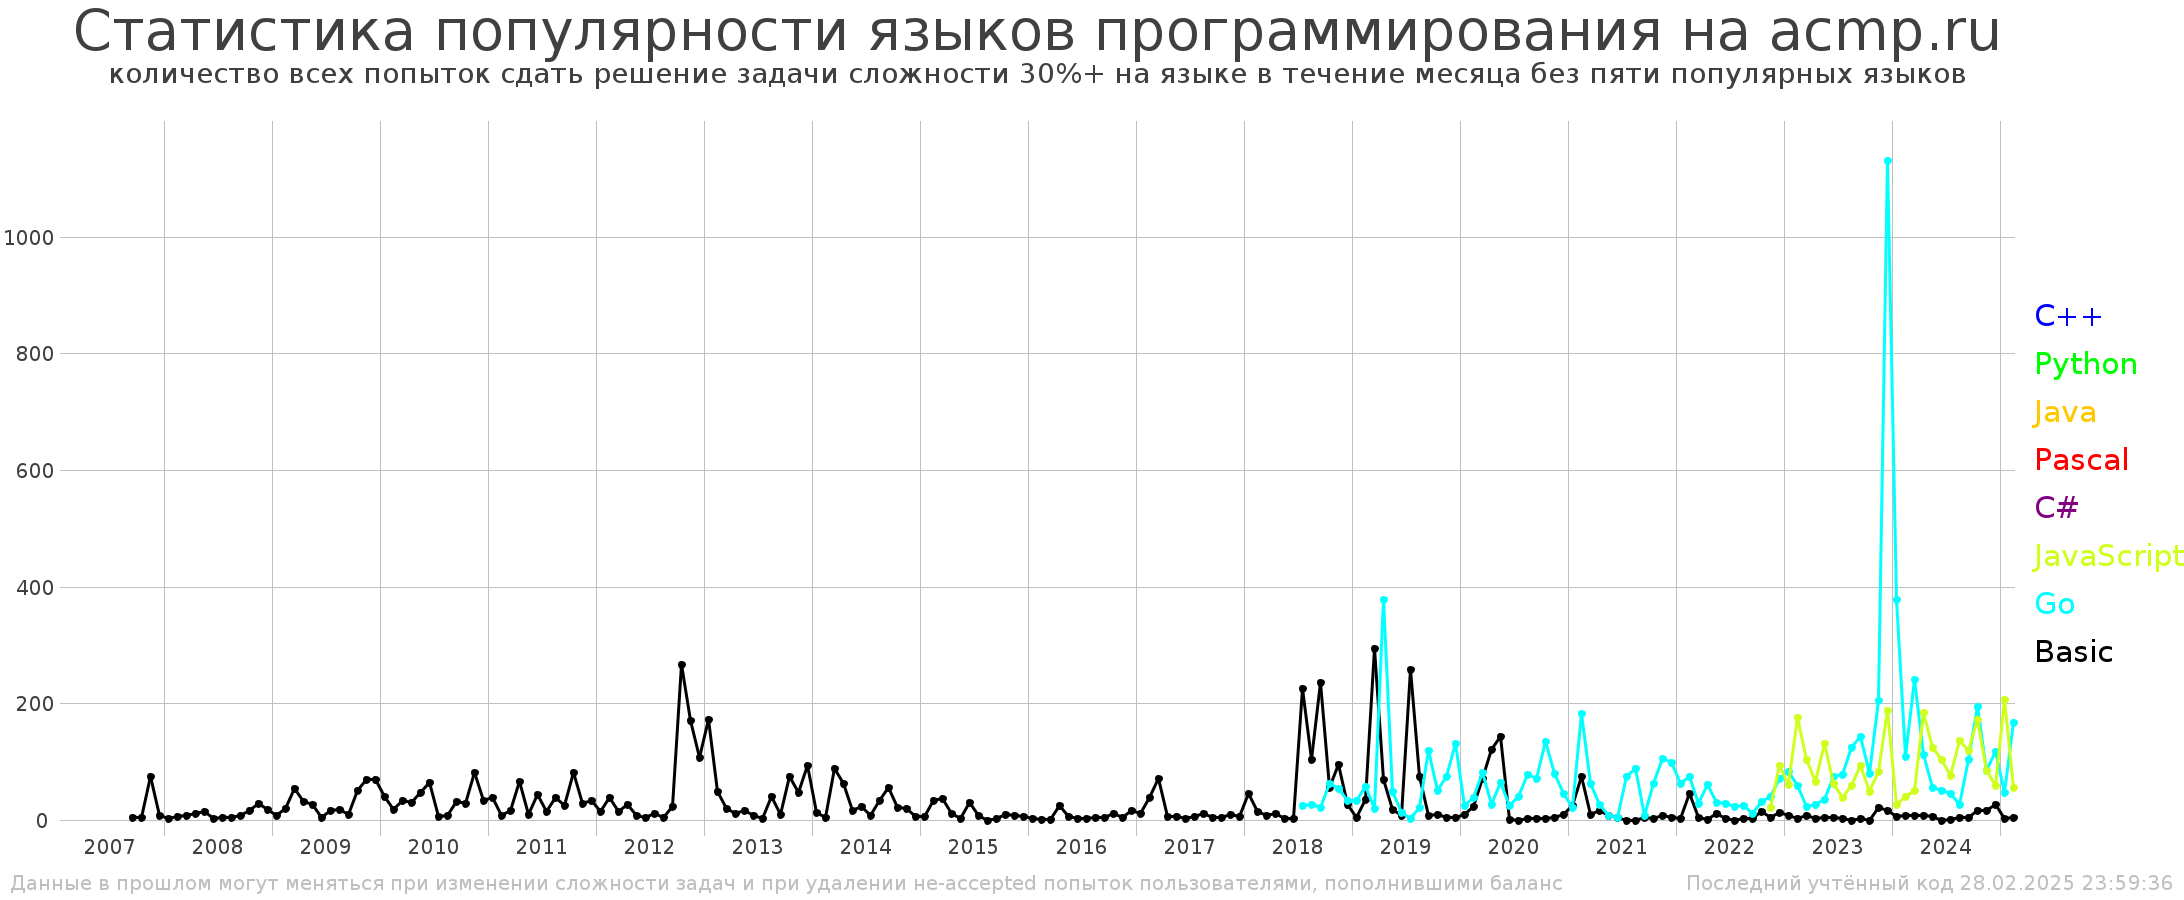 Статистика популярности языков программирования на acmp.ru
количество всех попыток сдать решение задачи сложности 30%+ на языке в течение месяца без пяти популярных языков
1000
800
600
400
200
0
C++
Python
Java
Pascal
C#
JavaScript
Go
Basic
2007 2008 2009 2010 2011 2012 2013 2014 2015 2016 2017 2018 2019 2020 2021 2022 2023 2024
Данные в прошлом могут меняться при изменении сложности задач и при удалении не-accepted попыток пользователями, пополнившими баланс
Последний учтённый код 28.02.2025 23:59:36